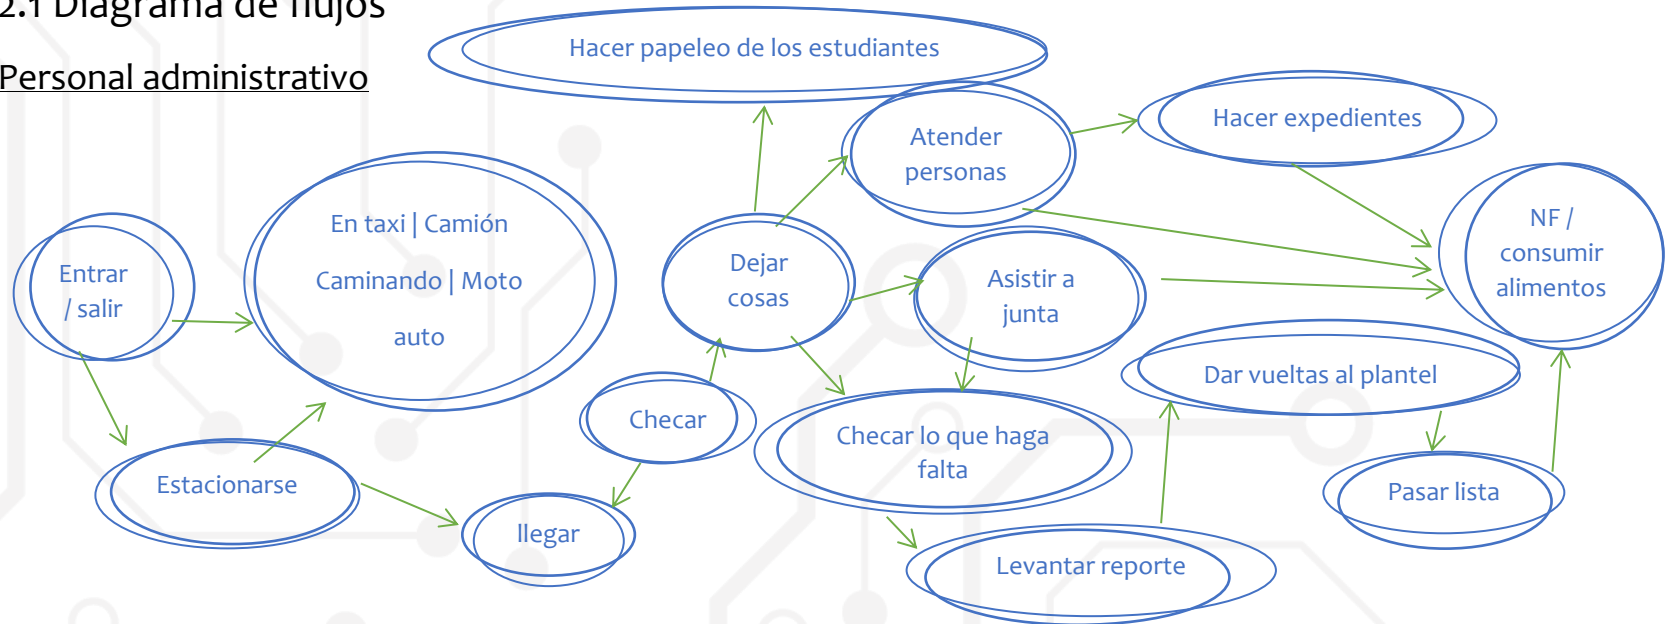 2.1 Diagrama de flujos
Personal administrativo
Hacer papeleo de los estudiantes
Atender
personas
Hacer expedientes
Entrar
/ salir
En taxi | Camión
Caminando | Moto
auto
Dejar
cosas
Asistir a
junta
NF /
consumir
alimentos
Estacionarse
llegar
Checar
Checar lo que haga
falta
Dar vueltas al plantel
Pasar lista
Levantar reporte